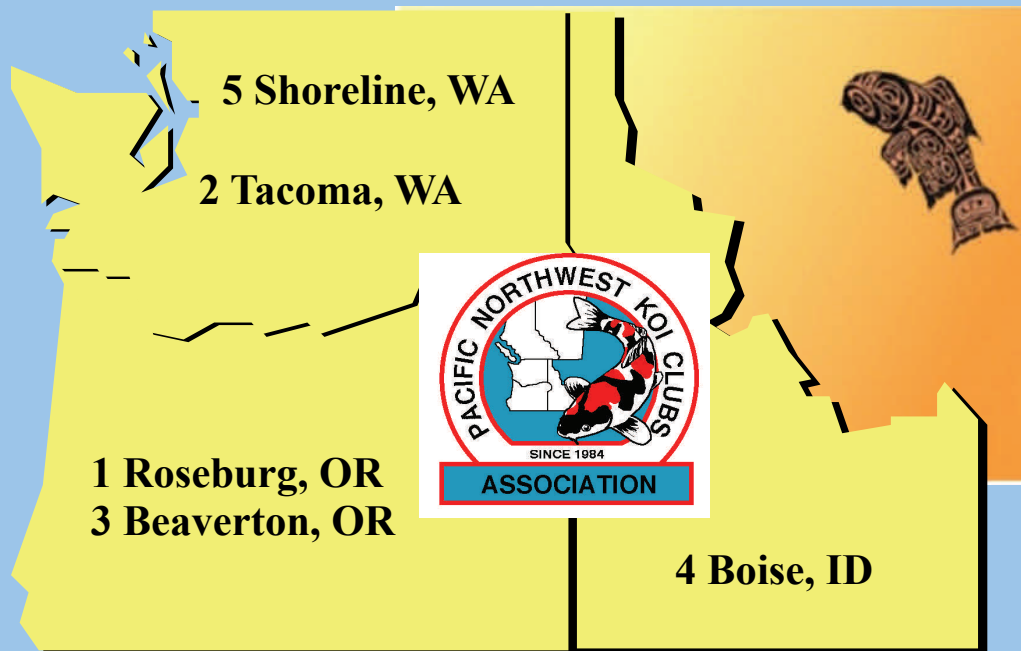 5 Shoreline, WA
2 Tacoma, WA
PACIFIC NORTHWEST KOI CLUBS
SINCE 1984
ASSOCIATION
1 Roseburg, OR
3 Beaverton, OR
4 Boise, ID